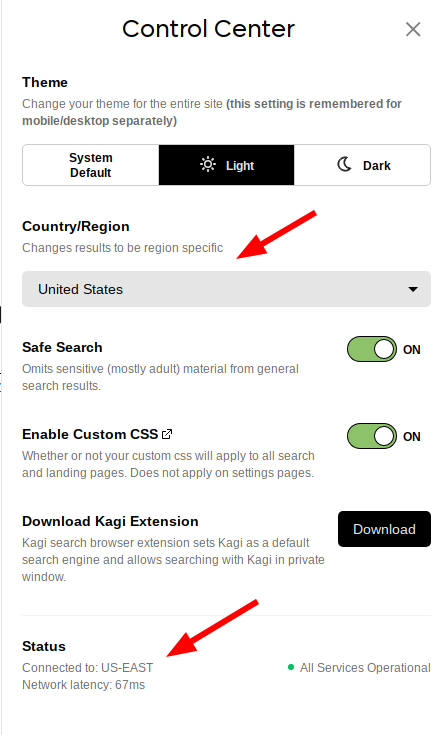 Control Center
Theme
Change your theme for the entire site (this setting is remembered for
mobile/desktop separately)
System
Default
Light
Dark
Country/Region
Changes results to be region specific
United States
Safe Search
ON
Omits sensitive (mostly adult) material from general
search results.
Enable Custom CSS
ON
Whether or not your custom css will apply to all search
and landing pages. Does not apply on settings pages.
Download Kagi Extension
Download
Kagi search browser extension sets Kagi as a default
search engine and allows searching with Kagi in private
window.
Status
Connected to: US-EAST
All Services Operational
Network latency: 67ms